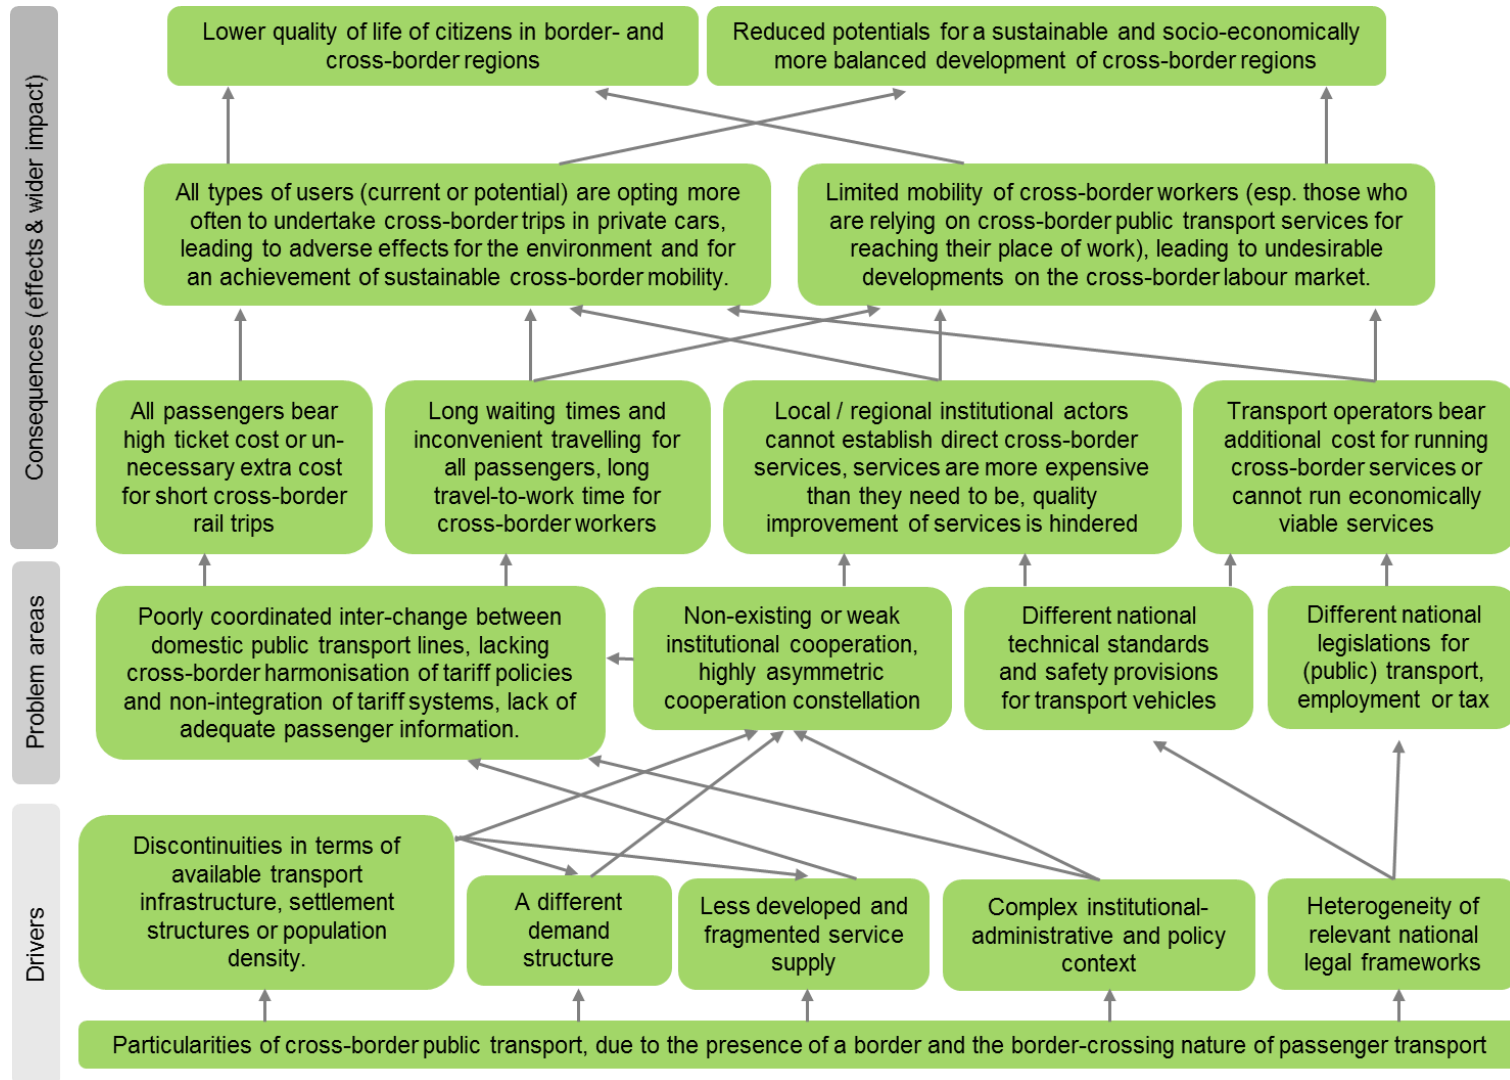 Consequences (effects & wider impact)
Lower quality of life of citizens in border- and
cross-border regions
Reduced potentials for a sustainable and socio-economically
more balanced development of cross-border regions
All types of users (current or potential) are opting more
often to undertake cross-border trips in private cars,
leading to adverse effects for the environment and for
an achievement of sustainable cross-border mobility.
Limited mobility of cross-border workers (esp. those who
are relying on cross-border public transport services for
reaching their place of work), leading to undesirable
developments on the cross-border labour market.
All passengers bear
high ticket cost or un-
necessary extra cost
for short cross-border
rail trips
Long waiting times and
inconvenient travelling for
all passengers, long
travel-to-work time for
cross-border workers
Local / regional institutional actors
cannot establish direct cross-border
services, services are more expensive
than they need to be, quality
improvement of services is hindered
Transport operators bear
additional cost for running
cross-border services or
cannot run economically
viable services
Problem areas
Poorly coordinated inter-change between
domestic public transport lines, lacking
cross-border harmonisation of tariff policies
and non-integration of tariff systems, lack of
adequate passenger information.
Non-existing or weak
institutional cooperation,
highly asymmetric
cooperation constellation
Different national
technical standards
and safety provisions
for transport vehicles
Different national
legislations for
(public) transport,
employment or tax
Drivers
Discontinuities in terms of
available transport
infrastructure, settlement
structures or population
density.
A different
demand
structure
Less developed and
fragmented service
supply
Complex institutional-
administrative and policy
context
Heterogeneity of
relevant national
legal frameworks
Particularities of cross-border public transport, due to the presence of a border and the border-crossing nature of passenger transport